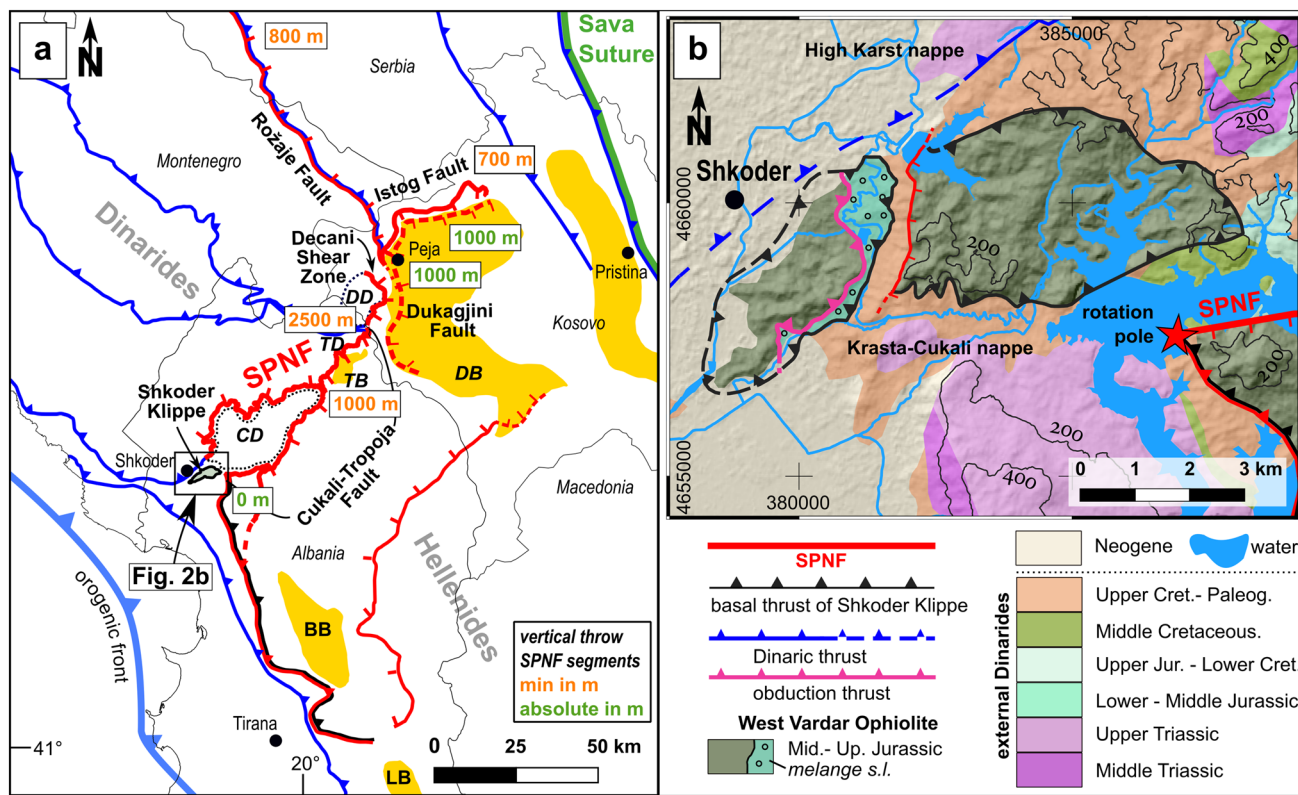 a
N
800 m
Serbia
Sava
Suture
Montenegro
Rožaje Fault
Istog Fault
700 m
Dinarides
Decani
Shear
Zone
Peja
1000 m
1000 m
Pristina
DD
2500 m
Dukagjini
Fault
Kosovo
TD
SPNF
TB
DB
1000 m
Shkoder
Klippe
CD
Shkoder
Cukali-Tropoja
Fault
0 m
Macedonia
Fig. 2b
Albania
Hellenides
orogenic front
BB
vertical throw
SPNF segments
min in m
absolute in m
Tirana
41°
20°
0 25 50 km
LB
b
N
High Karst nappe
385000
400
200
Shkoder
4660000
200
SPNF
rotation
pole
Krasta-Cukali nappe
200
200
400
0 1 2 3 km
4655000
380000
SPNF
basal thrust of Shkoder Klippe
Dinaric thrust
obduction thrust
West Vardar Ophiolite
Mid.- Up. Jurassic
melange s.l.
Neogene
water
external Dinarides
Upper Cret.- Paleog.
Middle Cretaceous.
Upper Jur. - Lower Cret.
Lower - Middle Jurassic
Upper Triassic
Middle Triassic